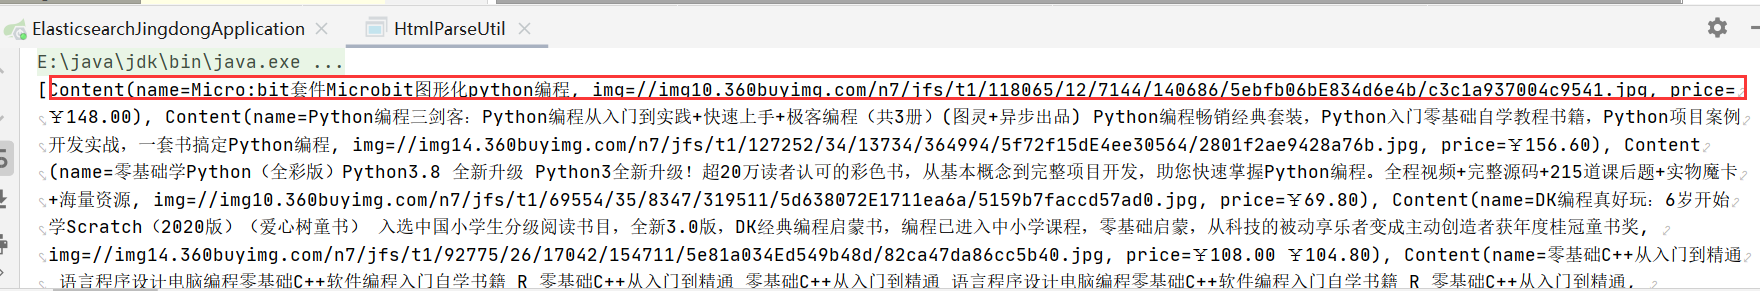 ElasticsearchJingdongApplication HtmlParseUtil
E:\java\jdk\bin\java.exe ...
[Content(name=Micro:bit套件Microbit图形化python编程, img=//img10.360buyimg.com/n7/jfs/t1/118065/12/7144/140686/5ebfb06bE834d6e4b/c3c1a937004c9541.jpg, price=
￥148.00), Content(name=Python编程三剑客：Python编程从入门到实践+快速上手+极客编程（共3册）(图灵+异步出品) Python编程畅销经典套装，Python入门零基础自学教程书籍，Python项目案例
开发实战，一套书搞定Python编程, img=//img14.360buyimg.com/n7/jfs/t1/127252/34/13734/364994/5f72f15dE4ee30564/2801f2ae9428a76b.jpg, price=￥156.60), Content
(name=零基础学Python（全彩版）Python3.8 全新升级 Python3全新升级！超20万读者认可的彩色书，从基本概念到完整项目开发，助您快速掌握Python编程。全程视频+完整源码+215道课后题+实物魔卡
+海量资源, img=//img10.360buyimg.com/n7/jfs/t1/69554/35/8347/319511/5d638072E1711ea6a/5159b7faccd57ad0.jpg, price=￥69.80), Content(name=DK编程真好玩：6岁开始
学Scratch（2020版）（爱心树童书） 入选中国小学生分级阅读书目，全新3.0版，DK经典编程启蒙书，编程已进入中小学课程，零基础启蒙，从科技的被动享乐者变成主动创造者获年度桂冠童书奖,
img=//img14.360buyimg.com/n7/jfs/t1/92775/26/17042/154711/5e81a034Ed549b48d/82ca47da86cc5b40.jpg, price=￥108.00 ￥104.80), Content(name=零基础C++从入门到精通
语言程序设计电脑编程零基础C++软件编程入门自学书籍 R 零基础C++从入门到精通 零基础C++从入门到精通 语言程序设计电脑编程零基础C++软件编程入门自学书籍 R 零基础C++从入门到精通,